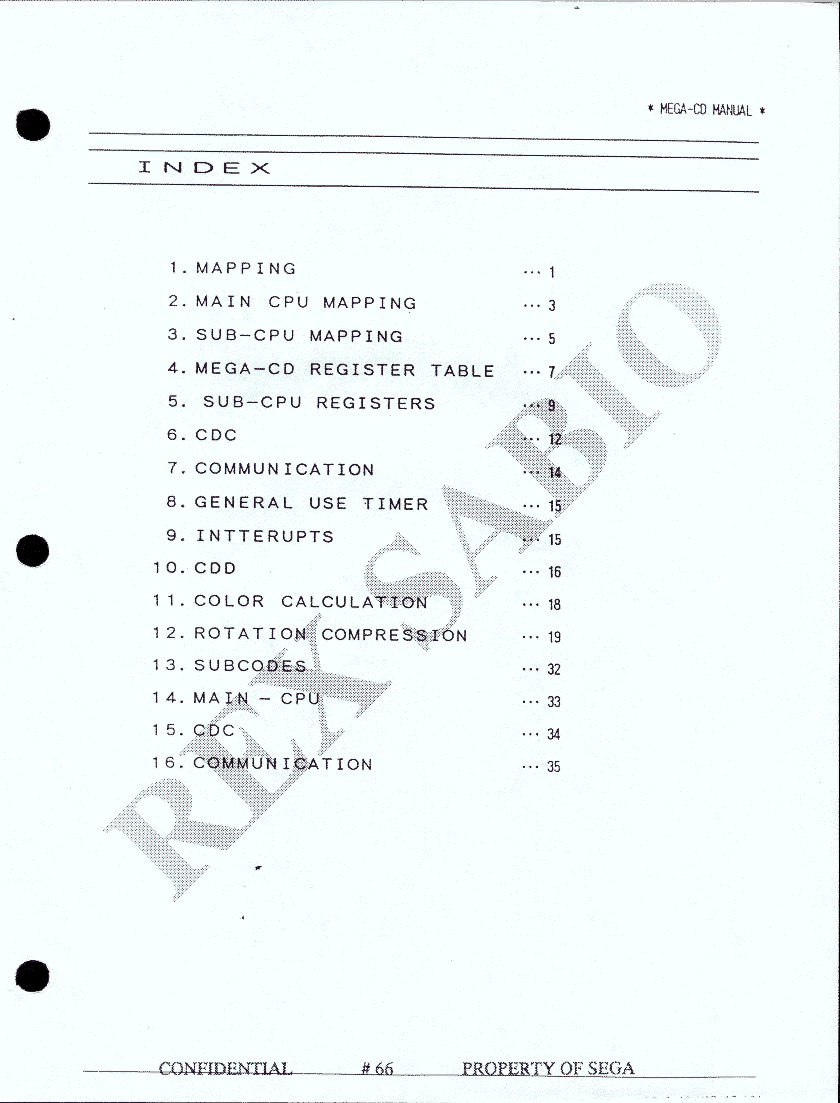 * MEGA-CD MANUAL *
INDEX
1. MAPPING ... 1
2. MAIN CPU MAPPING ... 3
3. SUB-CPU MAPPING ... 5
4. MEGA-CD REGISTER TABLE ... 7
5. SUB-CPU REGISTERS ... 9
6. CDC ... 12
7. COMMUNICATION ... 14
8. GENERAL USE TIMER ... 15
9. INTTERUPTS ... 15
10. CDD ... 16
11. COLOR CALCULATION ... 18
12. ROTATION COMPRESSION ... 19
13. SUBCODES ... 32
14. MAIN - CPU ... 33
15. CDC ... 34
16. COMMUNICATION ... 35
REX SABIO
CONFIDENTIAL # 66 PROPERTY OF SEGA